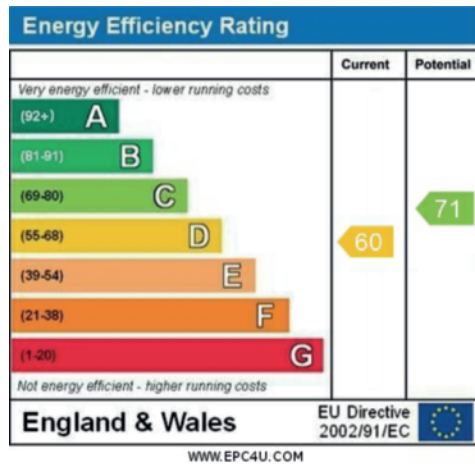 Energy Efficiency Rating
Current Potential
Very energy efficient - lower running costs
(92+) A
(81-91) B
(69-80) C
71
(55-68) D
60
(39-54) E
(21-38) F
(1-20) G
Not energy efficient - higher running costs
England & Wales
EU Directive
2002/91/EC
WWW.EPC4U.COM